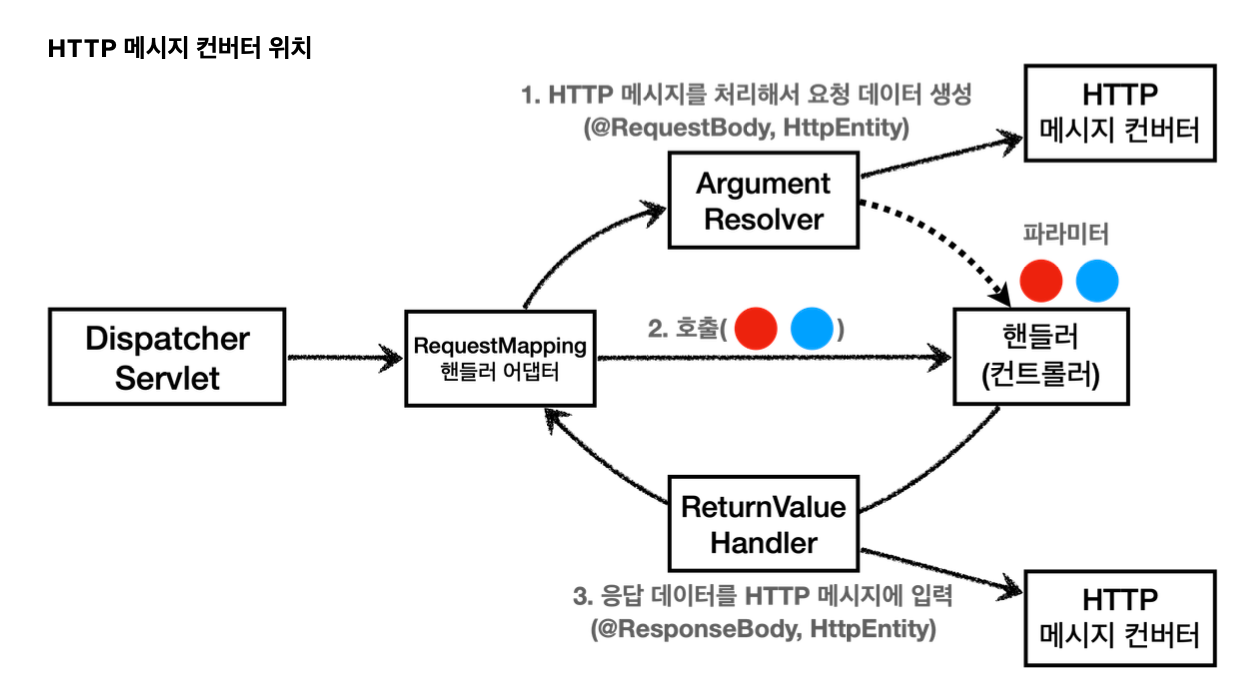 HTTP 메시지 컨버터 위치
1. HTTP 메시지를 처리해서 요청 데이터 생성
(@RequestBody, HttpEntity)
HTTP
메시지 컨버터
Argument
Resolver
파라미터
2. 호출( )
Dispatcher
Servlet
RequestMapping
핸들러 어댑터
핸들러
(컨트롤러)
ReturnValue
Handler
3. 응답 데이터를 HTTP 메시지에 입력
(@ResponseBody, HttpEntity)
HTTP
메시지 컨버터